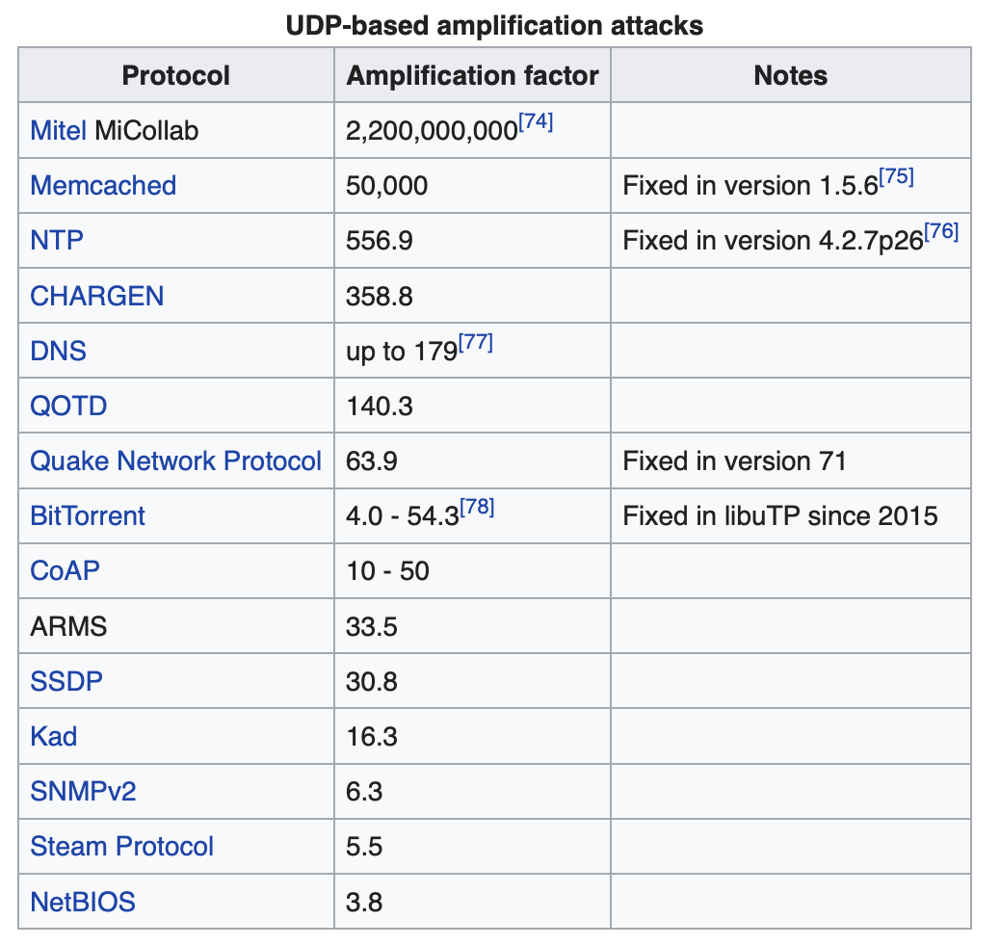 UDP-based amplification attacks
Protocol Amplification factor Notes
Mitel MiCollab 2,200,000,000[74]
Memcached 50,000 Fixed in version 1.5.6[75]
NTP 556.9 Fixed in version 4.2.7p26[76]
CHARGEN 358.8
DNS up to 179[77]
QOTD 140.3
Quake Network Protocol 63.9 Fixed in version 71
BitTorrent 4.0 - 54.3[78] Fixed in libuTP since 2015
CoAP 10 - 50
ARMS 33.5
SSDP 30.8
Kad 16.3
SNMPv2 6.3
Steam Protocol 5.5
NetBIOS 3.8